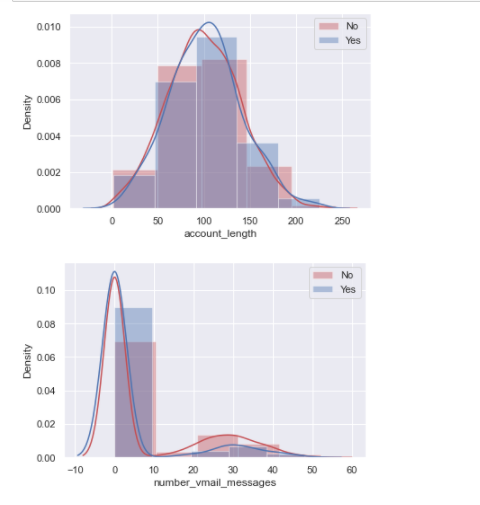 0.010
0.008
0.006
0.004
0.002
0.000
Density
No
Yes
0 50 100 150 200 250
account_length
0.10
0.08
0.06
0.04
0.02
0.00
Density
No
Yes
−10 0 10 20 30 40 50 60
number_vmail_messages